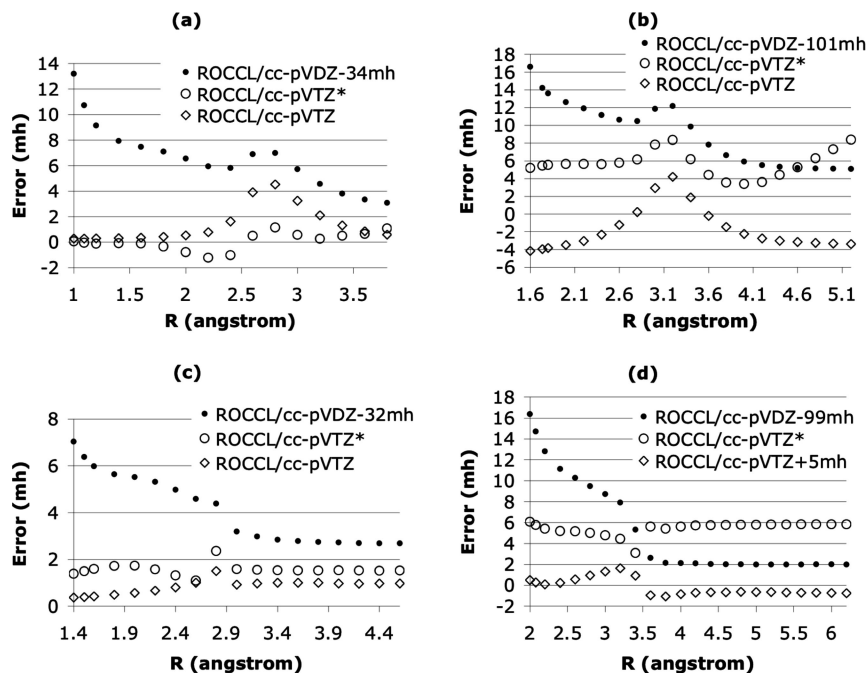 (a)
ROCCL/cc-pVDZ-34mh
ROCCL/cc-pVTZ*
ROCCL/cc-pVTZ
Error (mh)
14
12
10
8
6
4
2
0
-2
1 1.5 2 2.5 3 3.5
R (angstrom)
(b)
ROCCL/cc-pVDZ-101mh
ROCCL/cc-pVTZ*
ROCCL/cc-pVTZ
Error (mh)
18
16
14
12
10
8
6
4
2
0
-2
-4
-6
1.6 2.1 2.6 3.1 3.6 4.1 4.6 5.1
R (angstrom)
(c)
ROCCL/cc-pVDZ-32mh
ROCCL/cc-pVTZ*
ROCCL/cc-pVTZ
Error (mh)
8
6
4
2
0
1.4 1.9 2.4 2.9 3.4 3.9 4.4
R (angstrom)
(d)
ROCCL/cc-pVDZ-99mh
ROCCL/cc-pVTZ*
ROCCL/cc-pVTZ+5mh
Error (mh)
18
16
14
12
10
8
6
4
2
0
-2
2 2.5 3 3.5 4 4.5 5 5.5 6
R (angstrom)